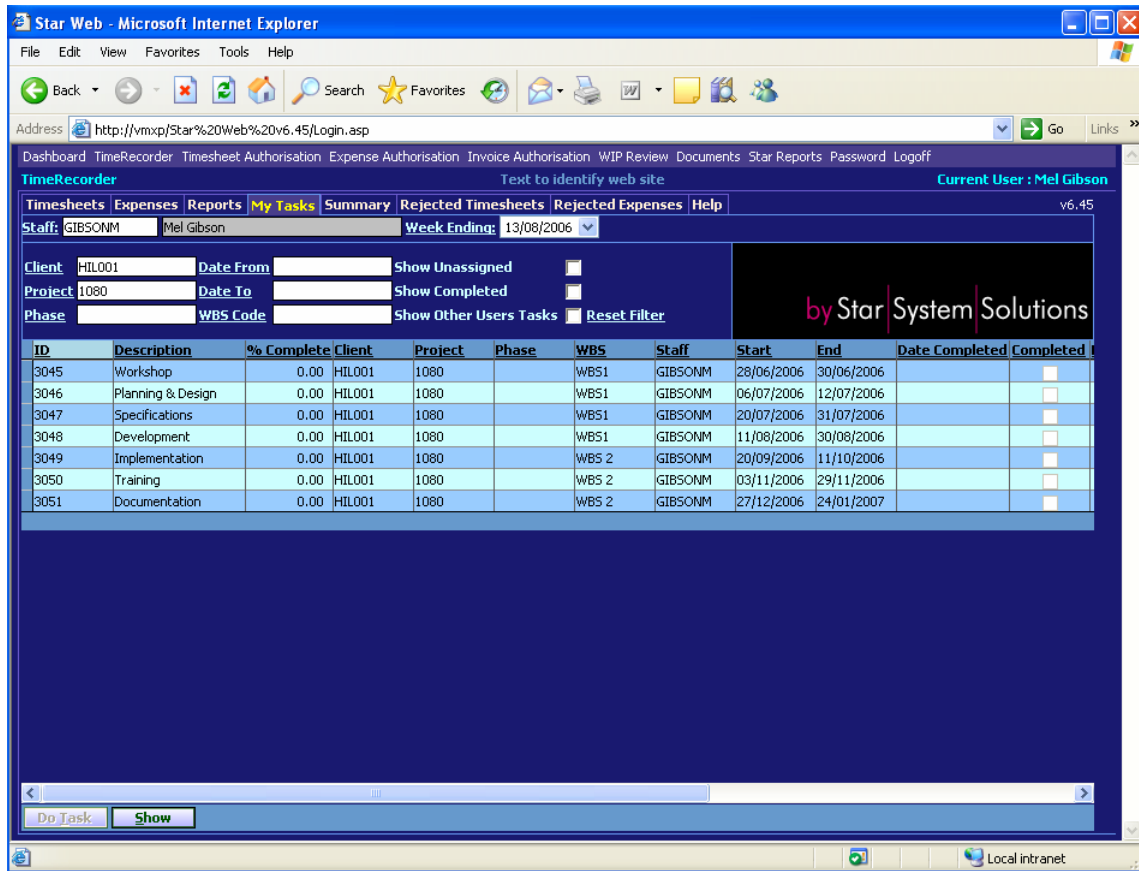 Star Web - Microsoft Internet Explorer
File Edit View Favorites Tools Help
Back Search Favorites
Address http://vmxp/Star%20Web%20v6.45/Login.asp Go Links »
Dashboard TimeRecorder Timesheet Authorisation Expense Authorisation Invoice Authorisation WIP Review Documents Star Reports Password Logoff
TimeRecorder Text to identify web site Current User : Mel Gibson
Timesheets Expenses Reports My Tasks Summary Rejected Timesheets Rejected Expenses Help v6.45
Staff: GIBSONM Mel Gibson Week Ending: 13/08/2006
Client HIL001 Date From Show Unassigned
Project 1080 Date To Show Completed
Phase WBS Code Show Other Users Tasks Reset Filter
by Star System Solutions
ID Description % Complete Client Project Phase WBS Staff Start End Date Completed Completed
3045 Workshop 0.00 HIL001 1080 WBS1 GIBSONM 28/06/2006 30/06/2006
3046 Planning & Design 0.00 HIL001 1080 WBS1 GIBSONM 06/07/2006 12/07/2006
3047 Specifications 0.00 HIL001 1080 WBS1 GIBSONM 20/07/2006 31/07/2006
3048 Development 0.00 HIL001 1080 WBS1 GIBSONM 11/08/2006 30/08/2006
3049 Implementation 0.00 HIL001 1080 WBS 2 GIBSONM 20/09/2006 11/10/2006
3050 Training 0.00 HIL001 1080 WBS 2 GIBSONM 03/11/2006 29/11/2006
3051 Documentation 0.00 HIL001 1080 WBS 2 GIBSONM 27/12/2006 24/01/2007
Do Task Show
Local intranet